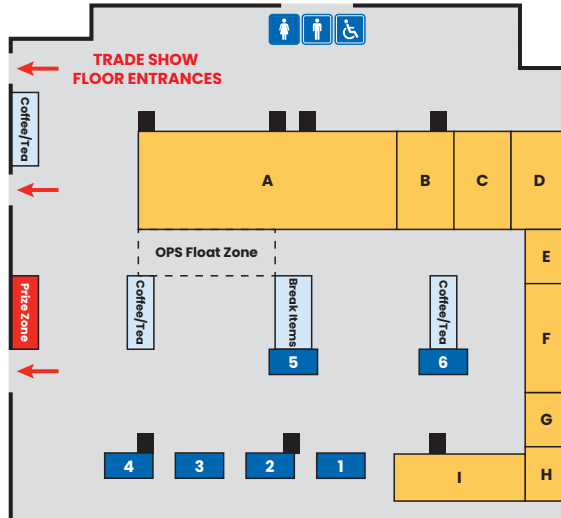 TRADE SHOW
FLOOR ENTRANCES
Coffee/Tea
A
B
C
D
OPS Float Zone
E
Prize Zone
Coffee/Tea
Break Items
Coffee/Tea
F
5
6
G
4
3
2
1
I
H